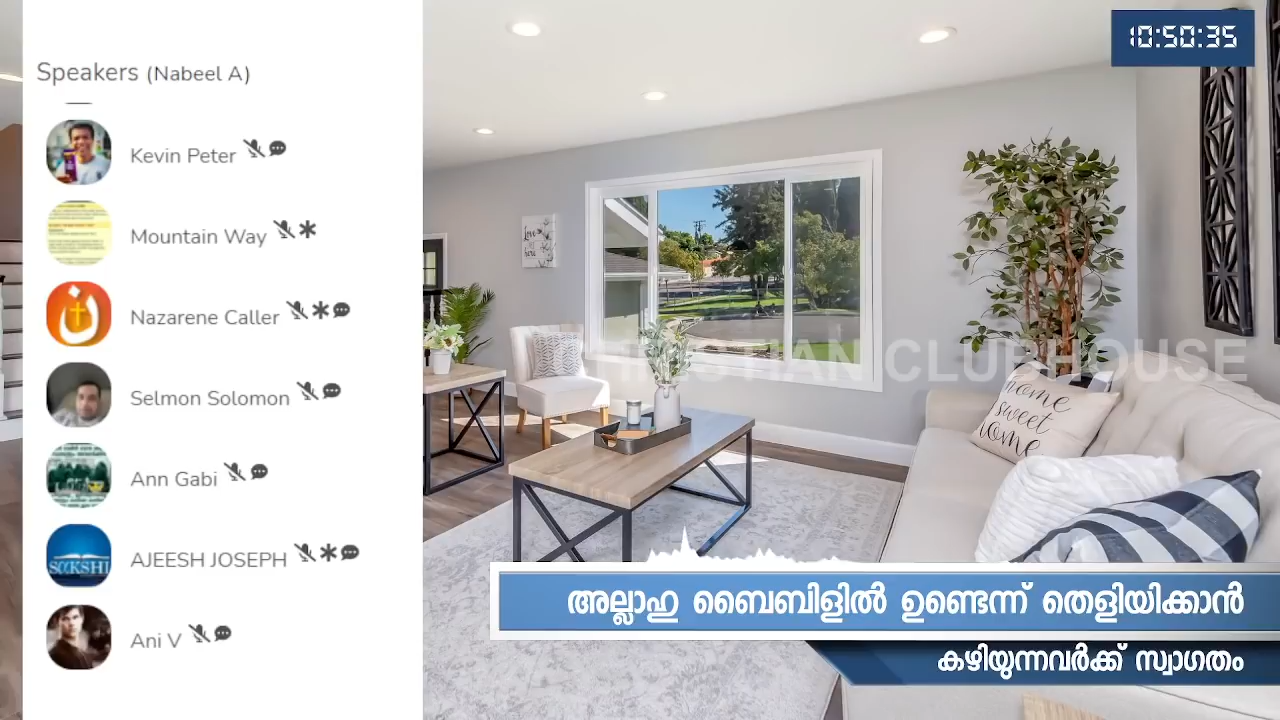 10:50:35
Speakers (Nabeel A)
Kevin Peter
Mountain Way
Nazarene Caller
Selmon Solomon
Ann Gabi
AJEESH JOSEPH
SαKSHI
Ani V
CHRISTIAN CLUBHOUSE
home
sweet
home
അല്ലാഹു ബൈബിളിൽ ഉണ്ടെന്ന് തെളിയിക്കാൻ
കഴിയുന്നവർക്ക് സ്വാഗതം